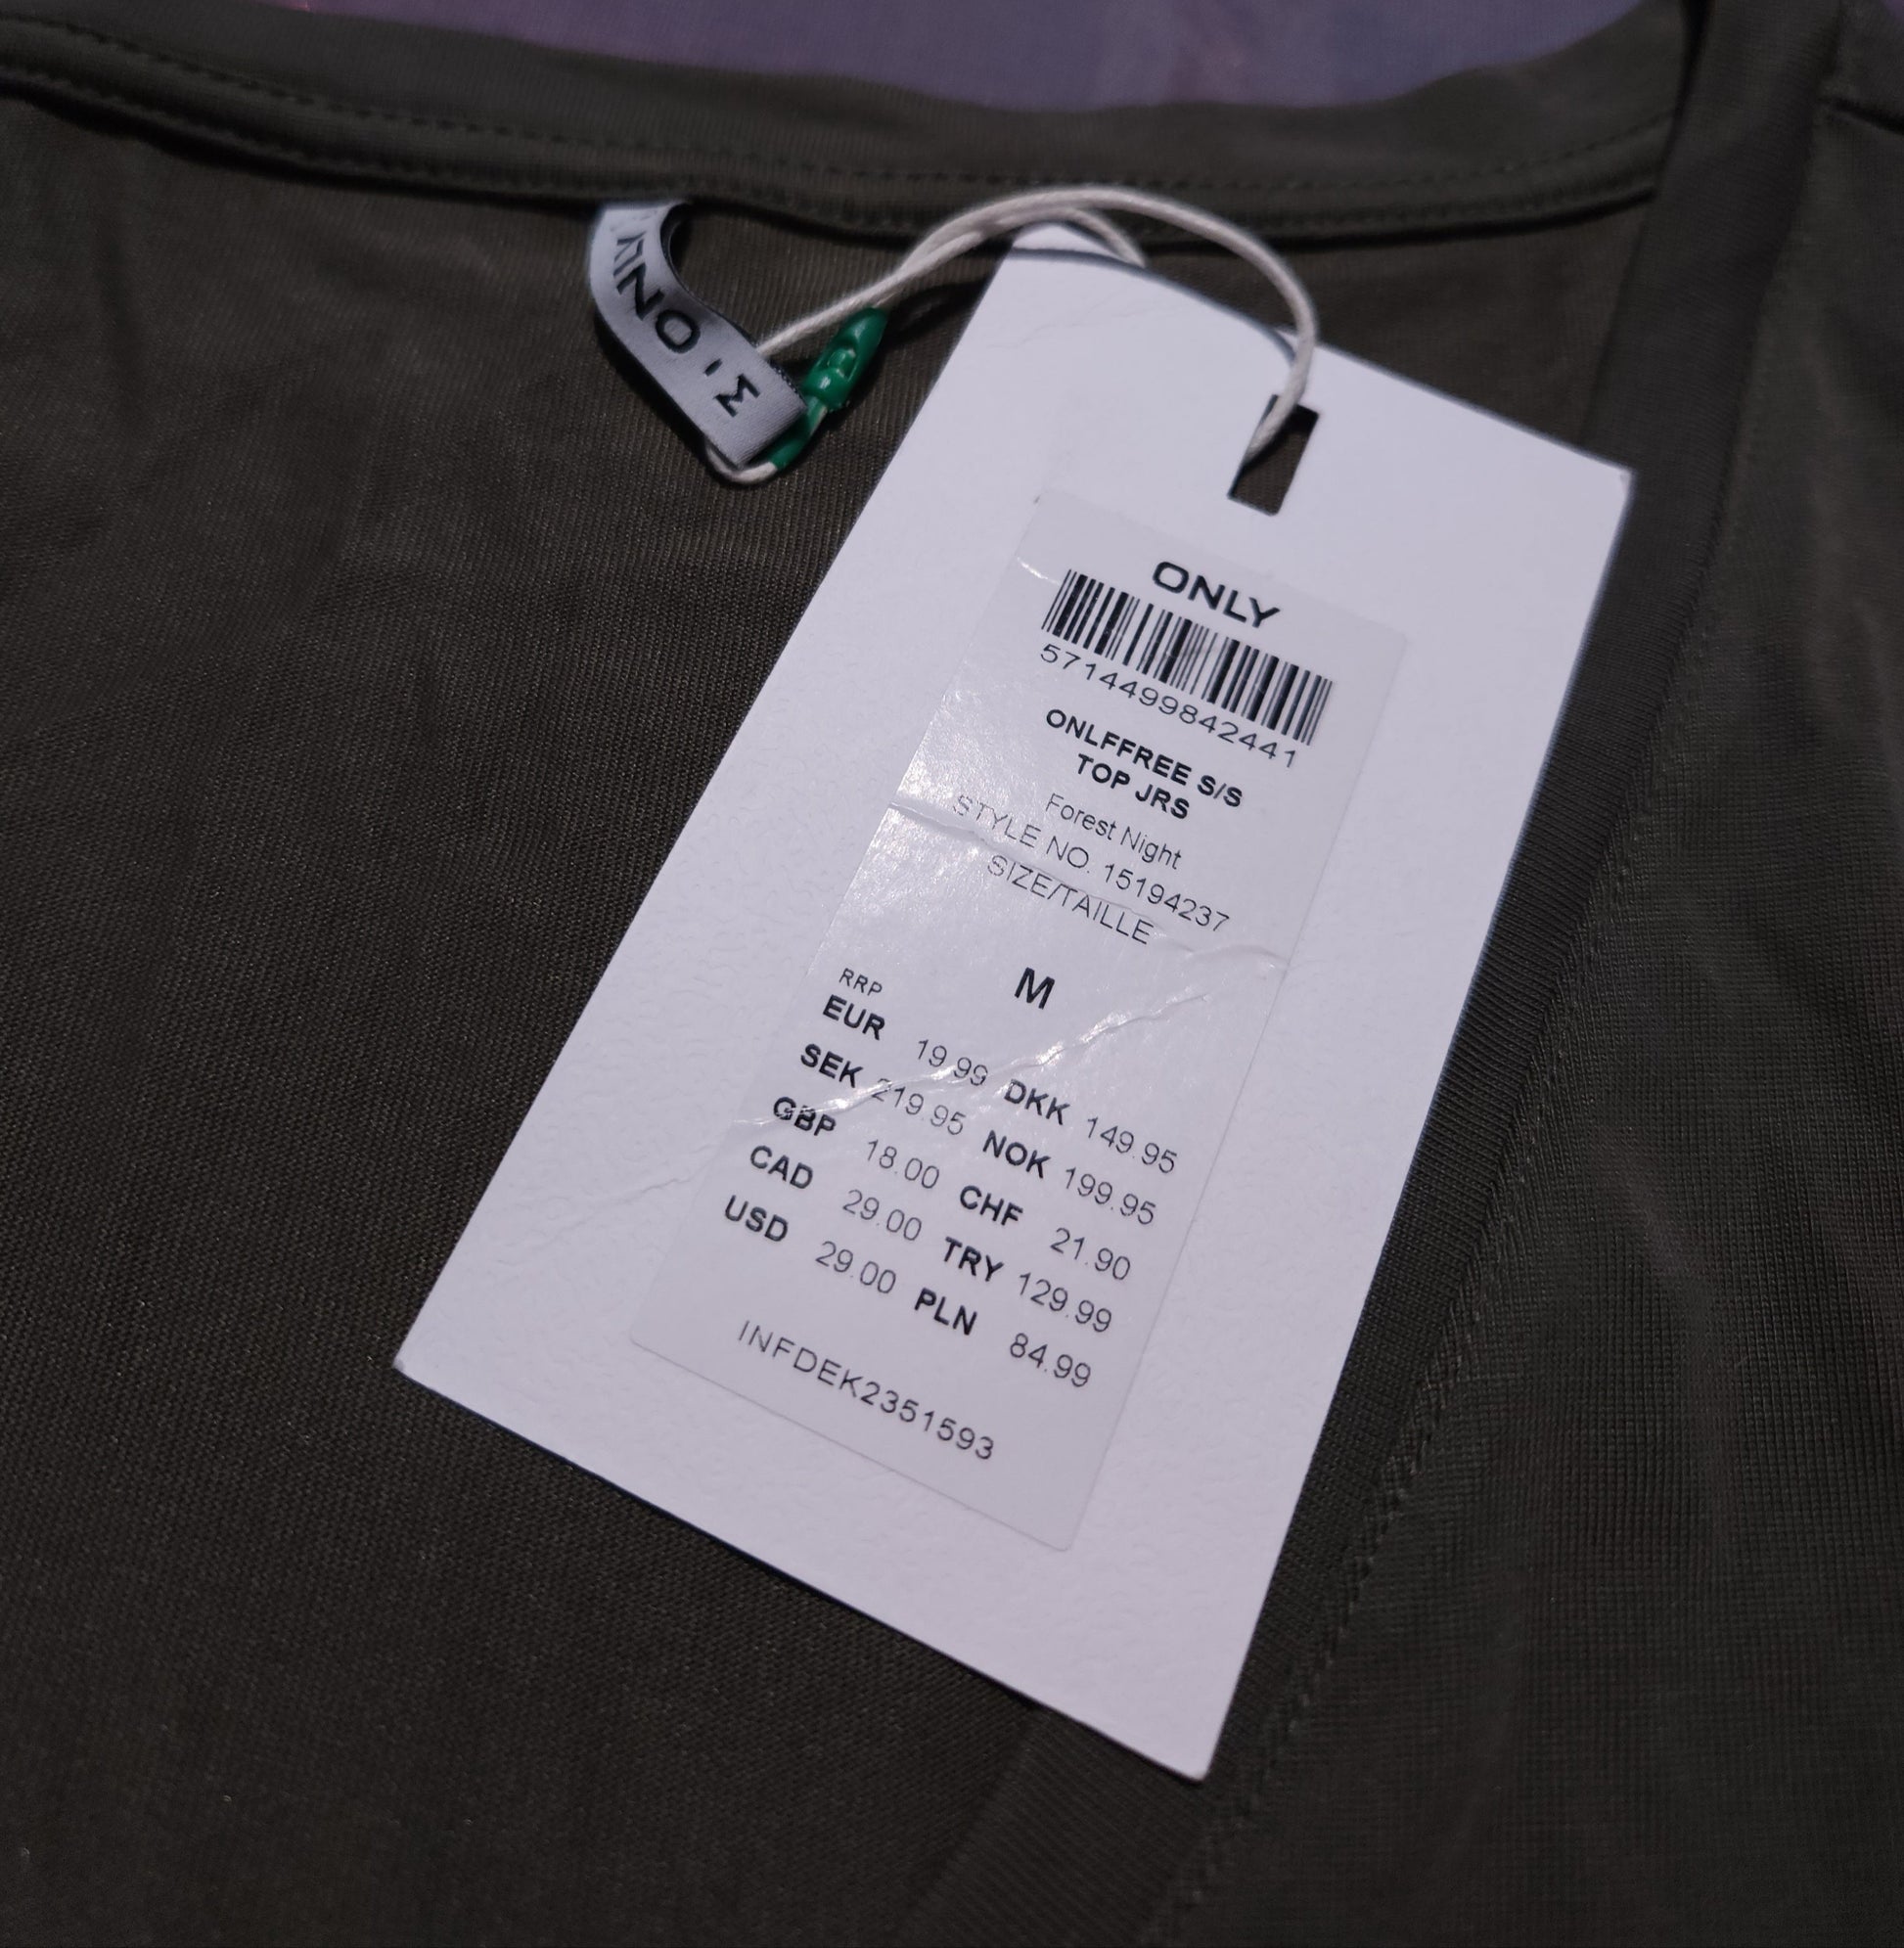 ONLY
M
ONLY
5714499842441
ONLFFREE S/S
TOP JRS
Forest Night
STYLE NO. 15194237
SIZE/TAILLE
M
RRP
EUR 19.99 DKK 149.95
SEK 219.95 NOK 199.95
GBP 18.00 CHF 21.90
CAD 29.00 TRY 129.99
USD 29.00 PLN 84.99
INFDEK2351593